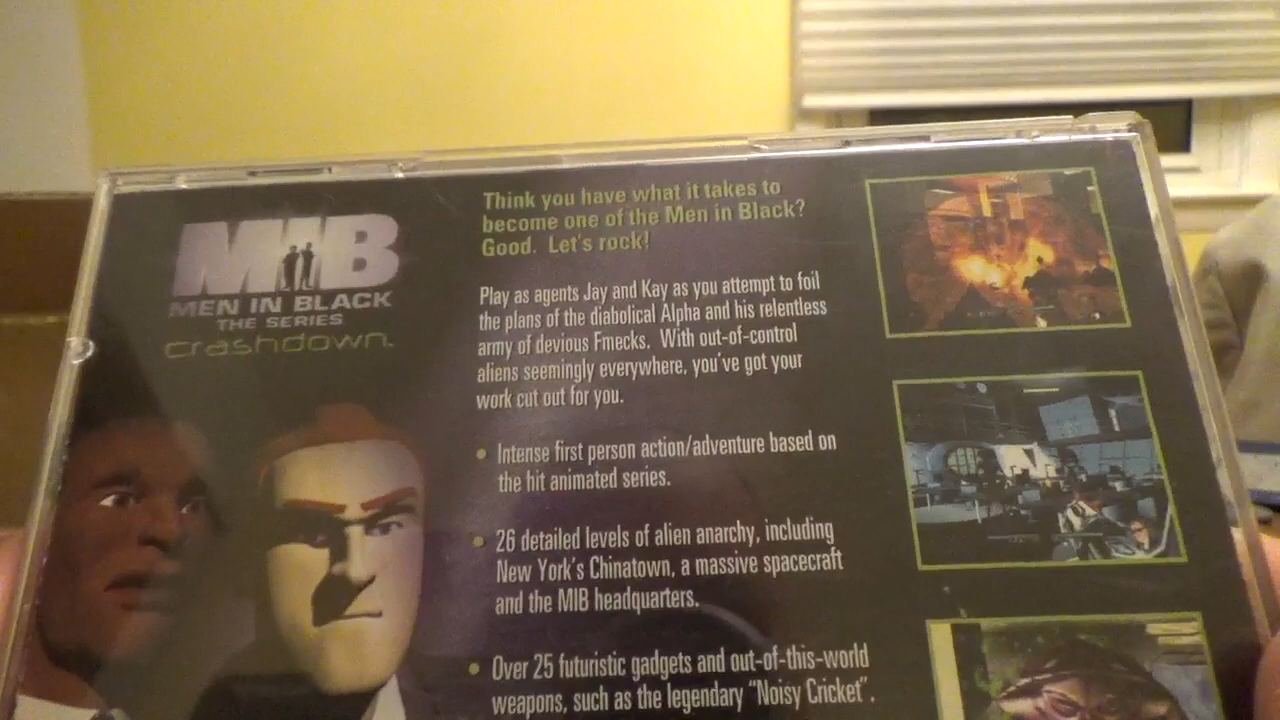 MIB
MEN IN BLACK
THE SERIES
crashdown.
Think you have what it takes to
become one of the Men in Black?
Good. Let's rock!
Play as agents Jay and Kay as you attempt to foil
the plans of the diabolical Alpha and his relentless
army of devious Fmecks. With out-of-control
aliens seemingly everywhere, you've got your
work cut out for you.
• Intense first person action/adventure based on
the hit animated series.
• 26 detailed levels of alien anarchy, including
New York's Chinatown, a massive spacecraft
and the MIB headquarters.
• Over 25 futuristic gadgets and out-of-this-world
weapons, such as the legendary "Noisy Cricket".